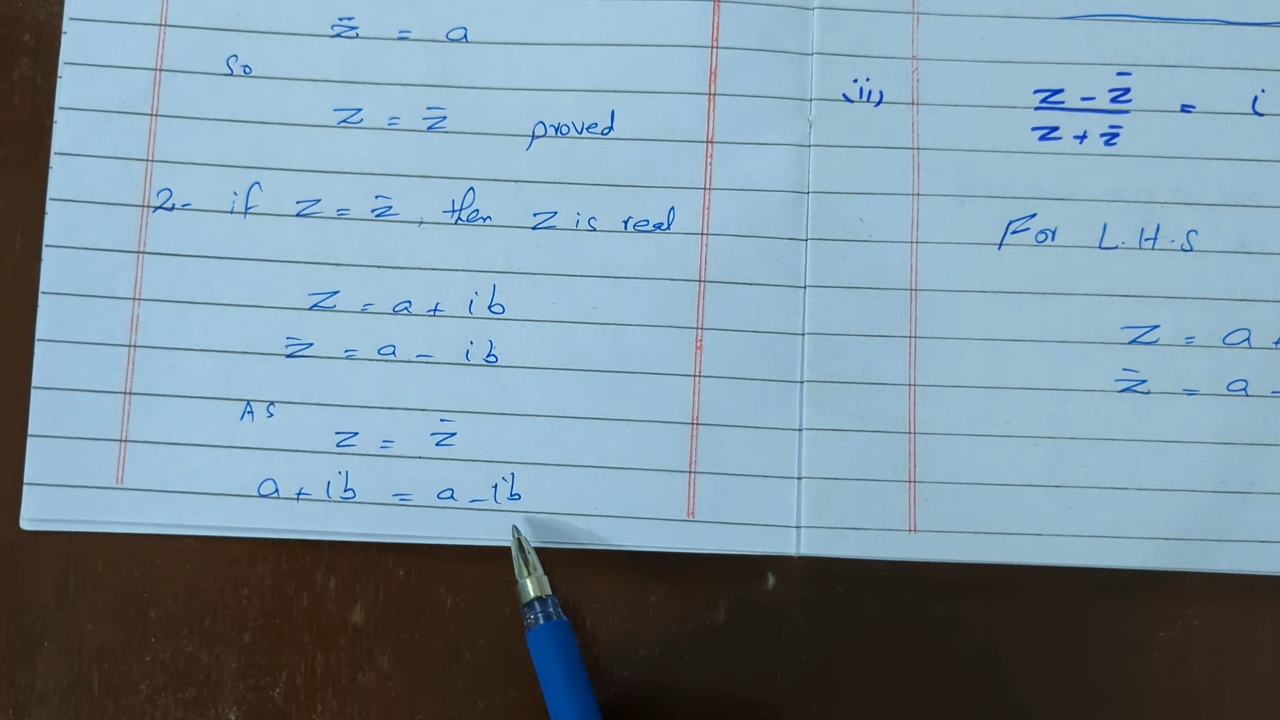 z̄ = a
So
z = z̄ proved
2- if z = z̄, then z is real
z = a + ib
z̄ = a - ib
As
z = z̄
a + ib = a - ib
ii)
z - z̄
z + z̄
= i
For L.H.S
z = a +
z̄ = a -